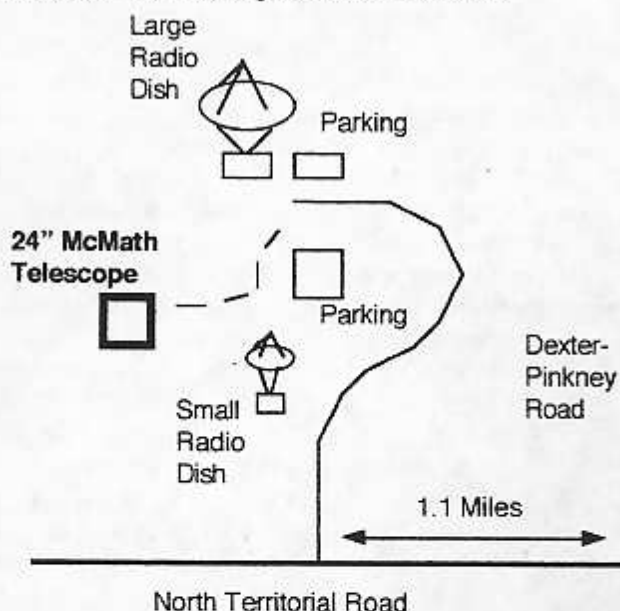 Large
Radio
Dish
Parking
24" McMath
Telescope
Parking
Dexter-
Pinkney
Road
Small
Radio
Dish
1.1 Miles
North Territorial Road